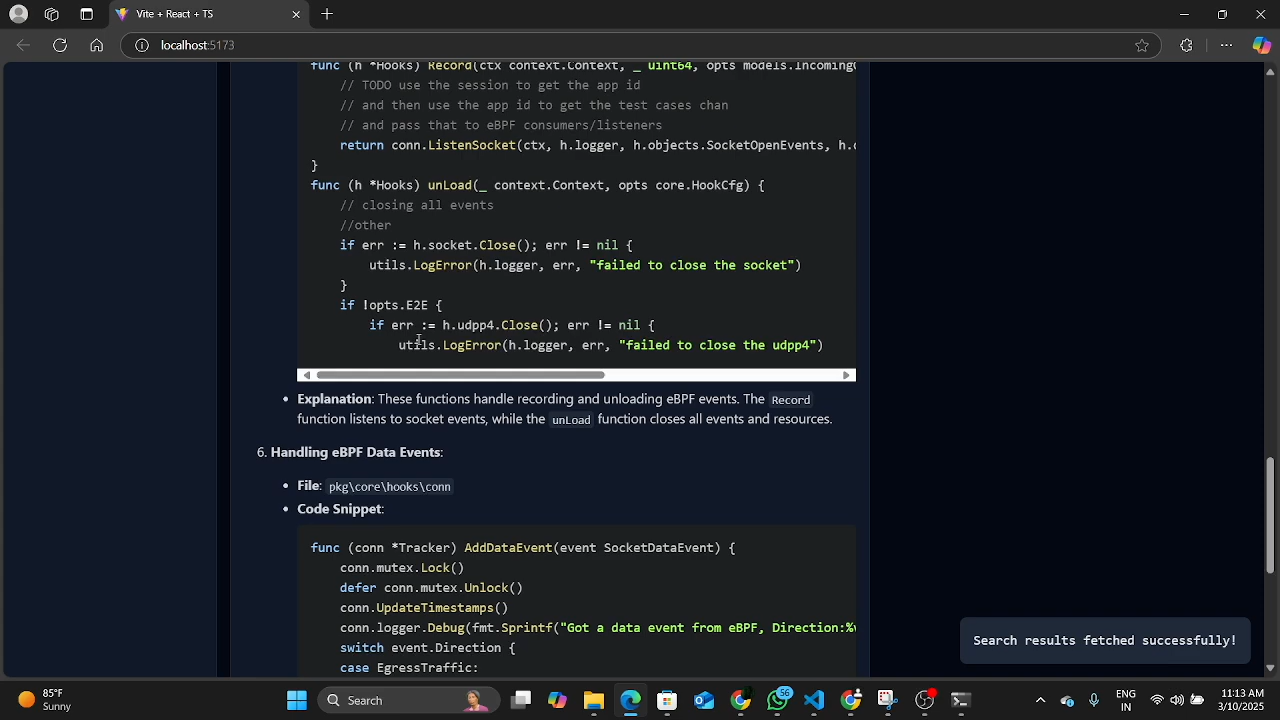 Vite + React + TS
localhost:5173
func (h *Hooks) Record(ctx context.Context, _ uint64, opts models.Incoming
// TODO use the session to get the app id
// and then use the app id to get the test cases chan
// and pass that to eBPF consumers/listeners
return conn.ListenSocket(ctx, h.logger, h.objects.SocketOpenEvents, h.
}
func (h *Hooks) unLoad(_ context.Context, opts core.HookCfg) {
// closing all events
//other
if err := h.socket.Close(); err != nil {
utils.LogError(h.logger, err, "failed to close the socket")
}
if !opts.E2E {
if err := h.udpp4.Close(); err != nil {
utils.LogError(h.logger, err, "failed to close the udpp4")
• Explanation: These functions handle recording and unloading eBPF events. The Record
function listens to socket events, while the unLoad function closes all events and resources.
6. Handling eBPF Data Events:
• File: pkg\core\hooks\conn
• Code Snippet:
func (conn *Tracker) AddDataEvent(event SocketDataEvent) {
conn.mutex.Lock()
defer conn.mutex.Unlock()
conn.UpdateTimestamps()
conn.logger.Debug(fmt.Sprintf("Got a data event from eBPF, Direction:%v
switch event.Direction {
case EgressTraffic:
Search results fetched successfully!
85°F
Sunny
Search
56
ENG
IN
11:13 AM
3/10/2025